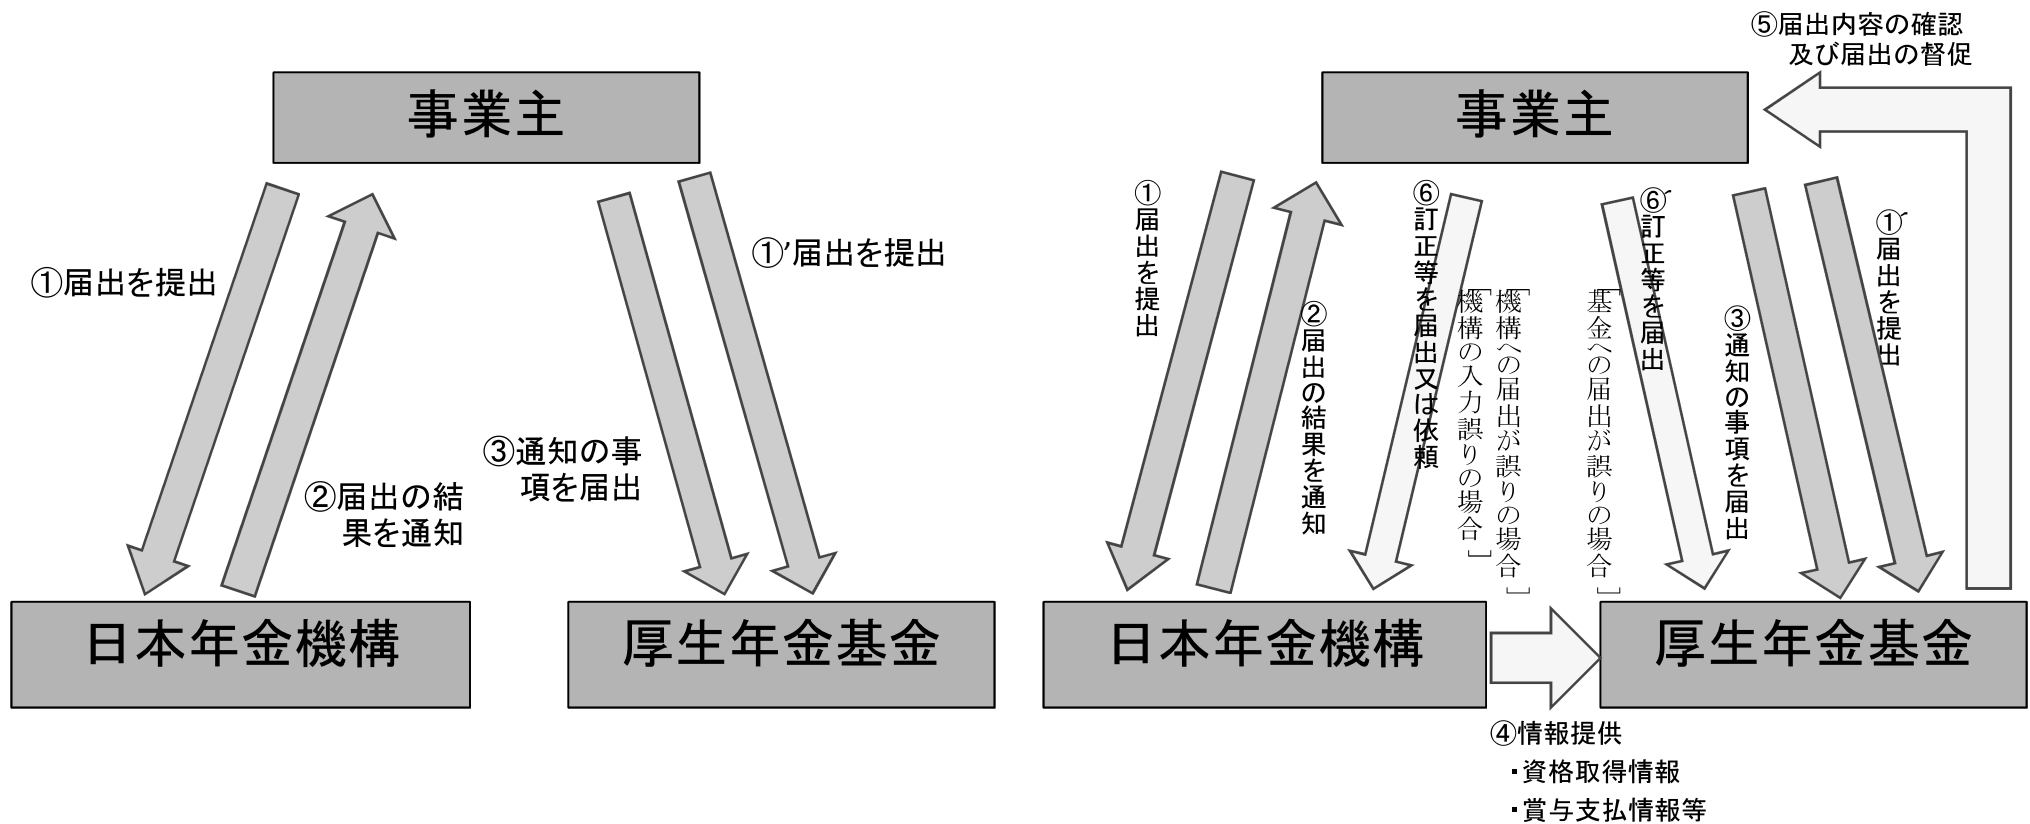 事業主
①届出を提出
①’届出を提出
③通知の事
項を届出
②届出の結
果を通知
日本年金機構
厚生年金基金
⑤届出内容の確認
及び届出の督促
事業主
①届出を提出
②届出の結果を通知
⑥訂正等を届出又は依頼
[機構への届出が誤りの場合]
[機構の入力誤りの場合]
⑥´訂正等を届出
[基金への届出が誤りの場合]
③通知の事項を届出
①´届出を提出
日本年金機構
厚生年金基金
④情報提供
・資格取得情報
・賞与支払情報等